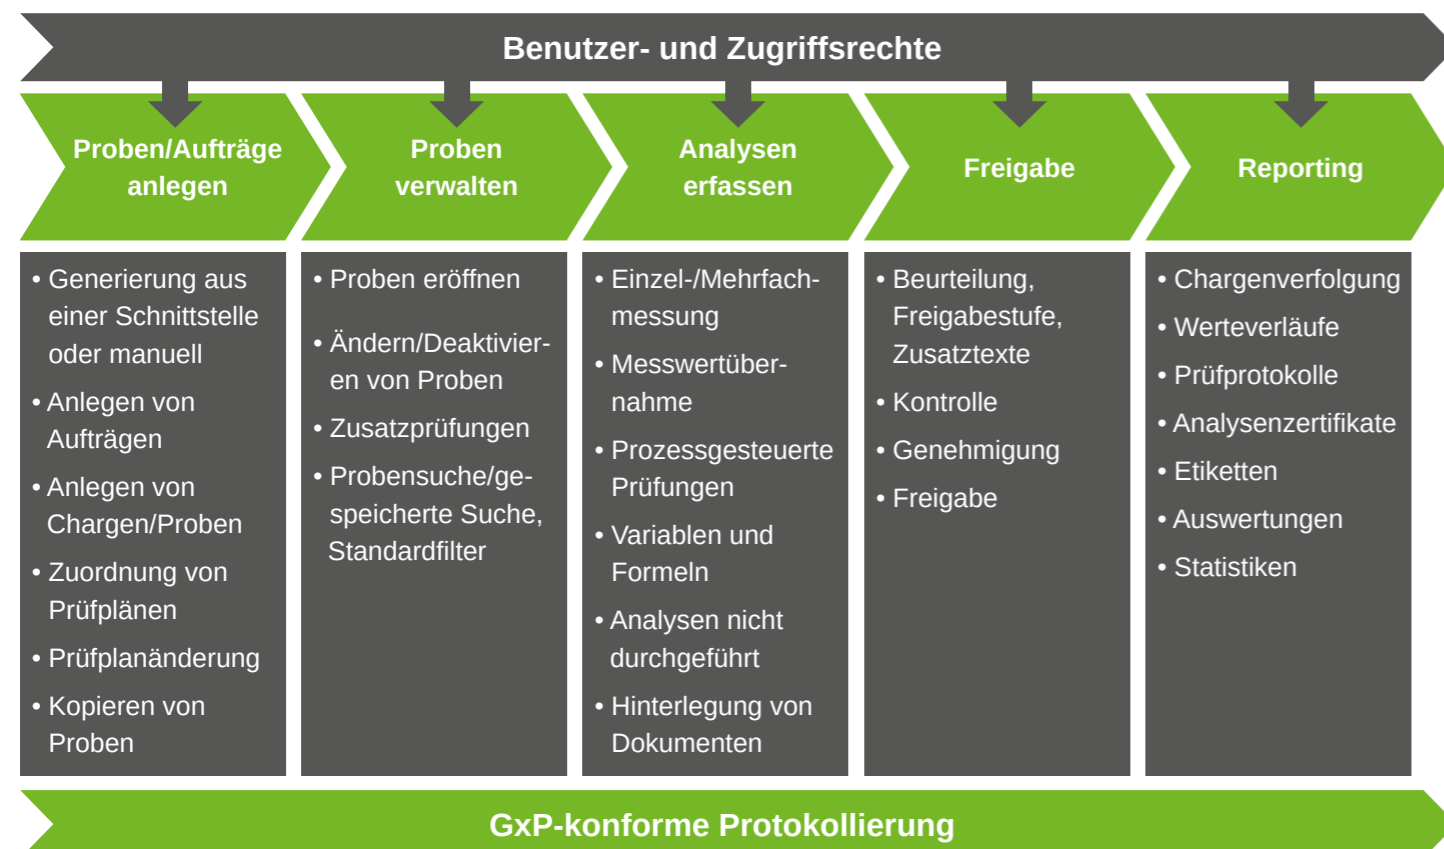 Benutzer- und Zugriffsrechte
Proben/Aufträge
anlegen
Proben
verwalten
Analysen
erfassen
Freigabe
Reporting
• Generierung aus
einer Schnittstelle
oder manuell
• Anlegen von
Aufträgen
• Anlegen von
Chargen/Proben
• Zuordnung von
Prüfplänen
• Prüfplanänderung
• Kopieren von
Proben
• Proben eröffnen
• Ändern/Deaktivier-
en von Proben
• Zusatzprüfungen
• Probensuche/ge-
speicherte Suche,
Standardfilter
• Einzel-/Mehrfach-
messung
• Messwertüber-
nahme
• Prozessgesteuerte
Prüfungen
• Variablen und
Formeln
• Analysen nicht
durchgeführt
• Hinterlegung von
Dokumenten
• Beurteilung,
Freigabestufe,
Zusatztexte
• Kontrolle
• Genehmigung
• Freigabe
• Chargenverfolgung
• Werteverläufe
• Prüfprotokolle
• Analysenzertifikate
• Etiketten
• Auswertungen
• Statistiken
GxP-konforme Protokollierung